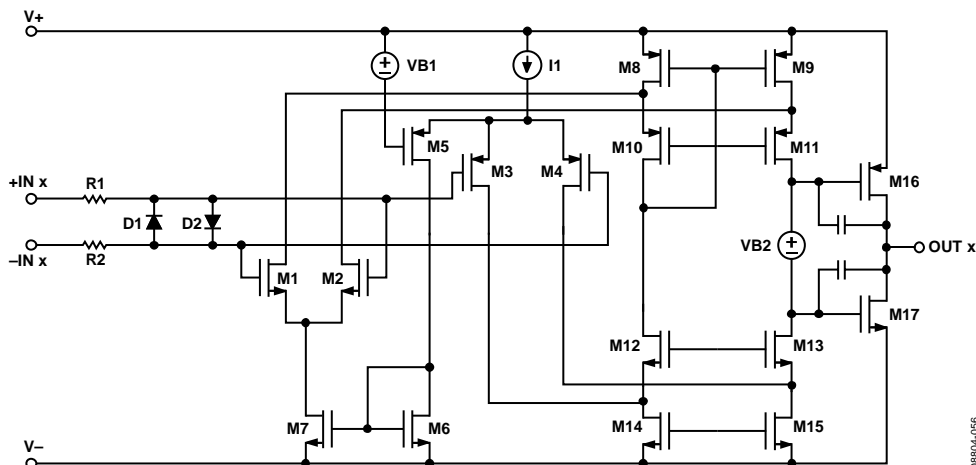 V+
M8
M9
VB1
I1
M5
M10
M11
+IN x
R1
M3
M4
M16
D1
D2
VB2
OUT x
–IN x
R2
M1
M2
M17
M12
M13
M7
M6
M14
M15
V–
08804-056